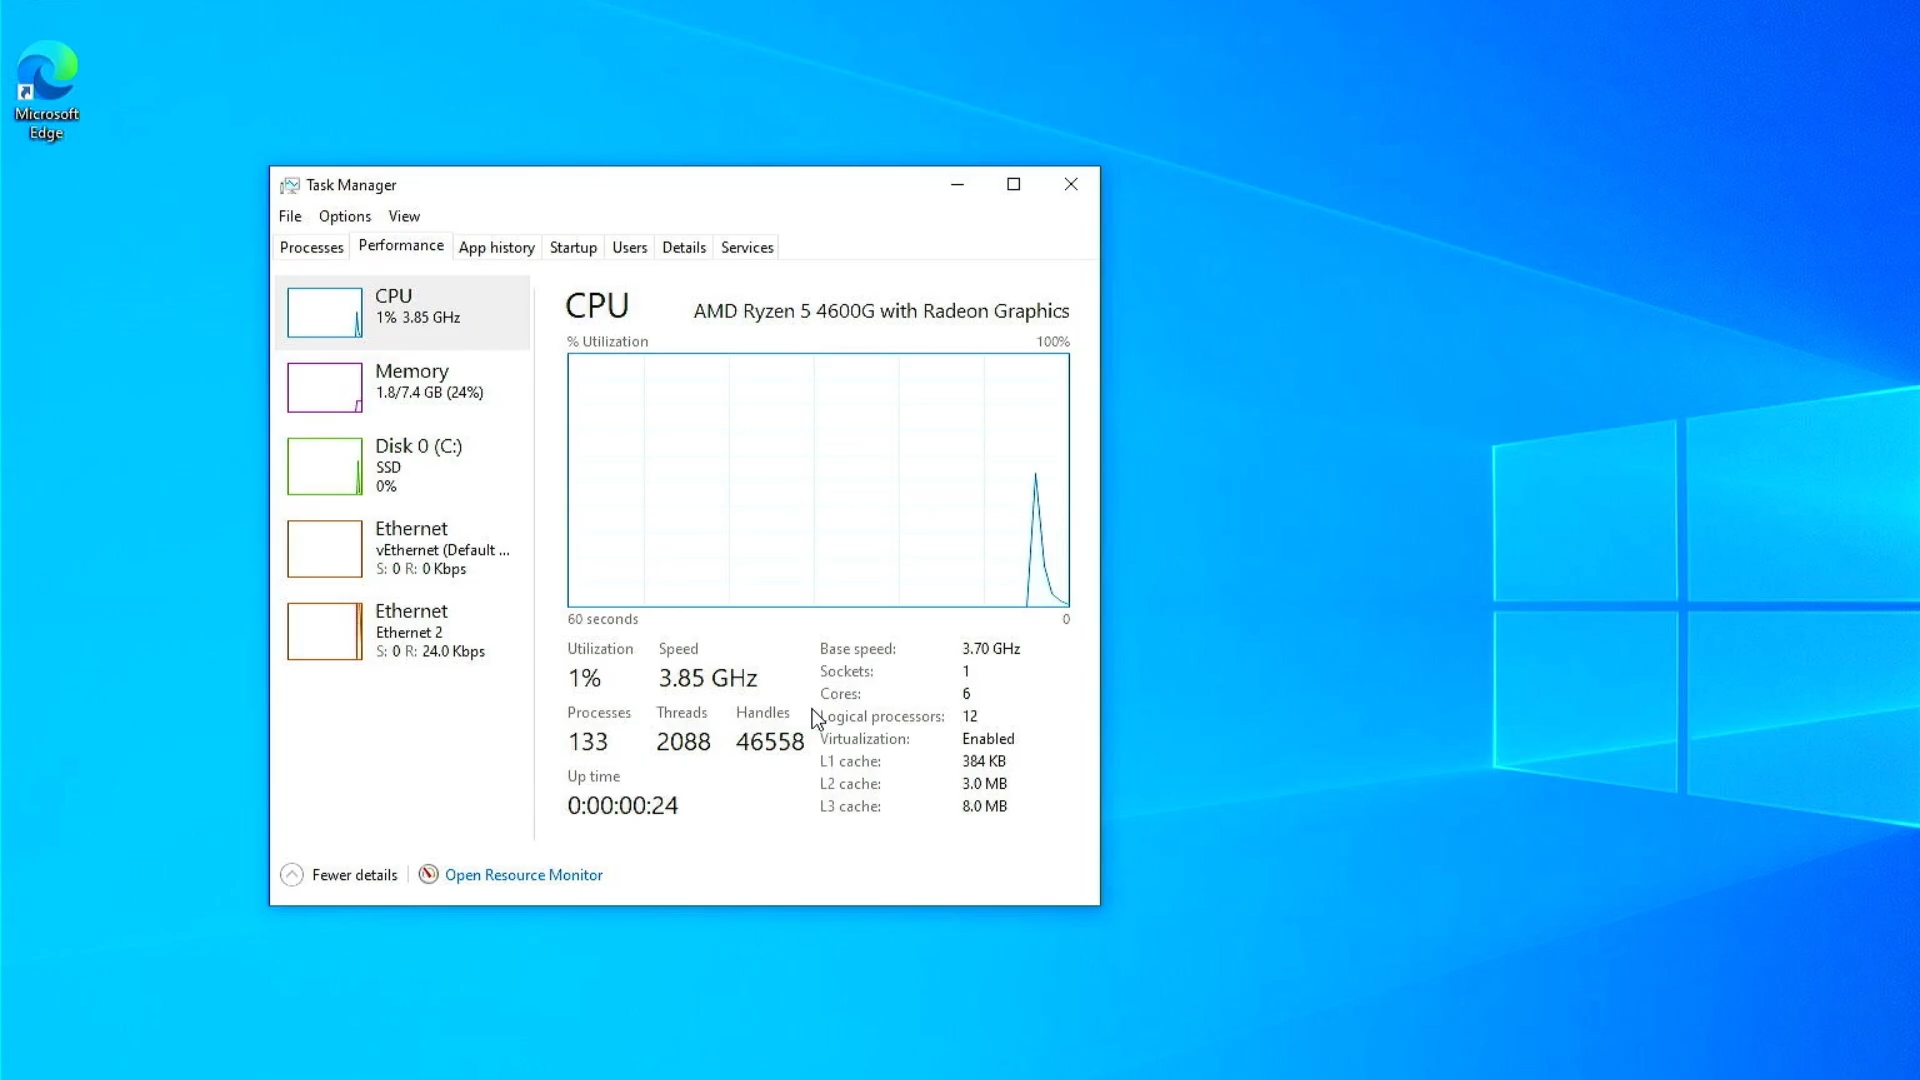 Microsoft
Edge
Task Manager
File Options View
Processes Performance App history Startup Users Details Services
CPU
1% 3.85 GHz
Memory
1.8/7.4 GB (24%)
Disk 0 (C:)
SSD
0%
Ethernet
vEthernet (Default ...
S: 0 R: 0 Kbps
Ethernet
Ethernet 2
S: 0 R: 24.0 Kbps
CPU AMD Ryzen 5 4600G with Radeon Graphics
% Utilization 100%
60 seconds 0
Utilization Speed
1% 3.85 GHz
Processes Threads Handles
133 2088 46558
Up time
0:00:00:24
Base speed: 3.70 GHz
Sockets: 1
Cores: 6
Logical processors: 12
Virtualization: Enabled
L1 cache: 384 KB
L2 cache: 3.0 MB
L3 cache: 8.0 MB
Fewer details Open Resource Monitor